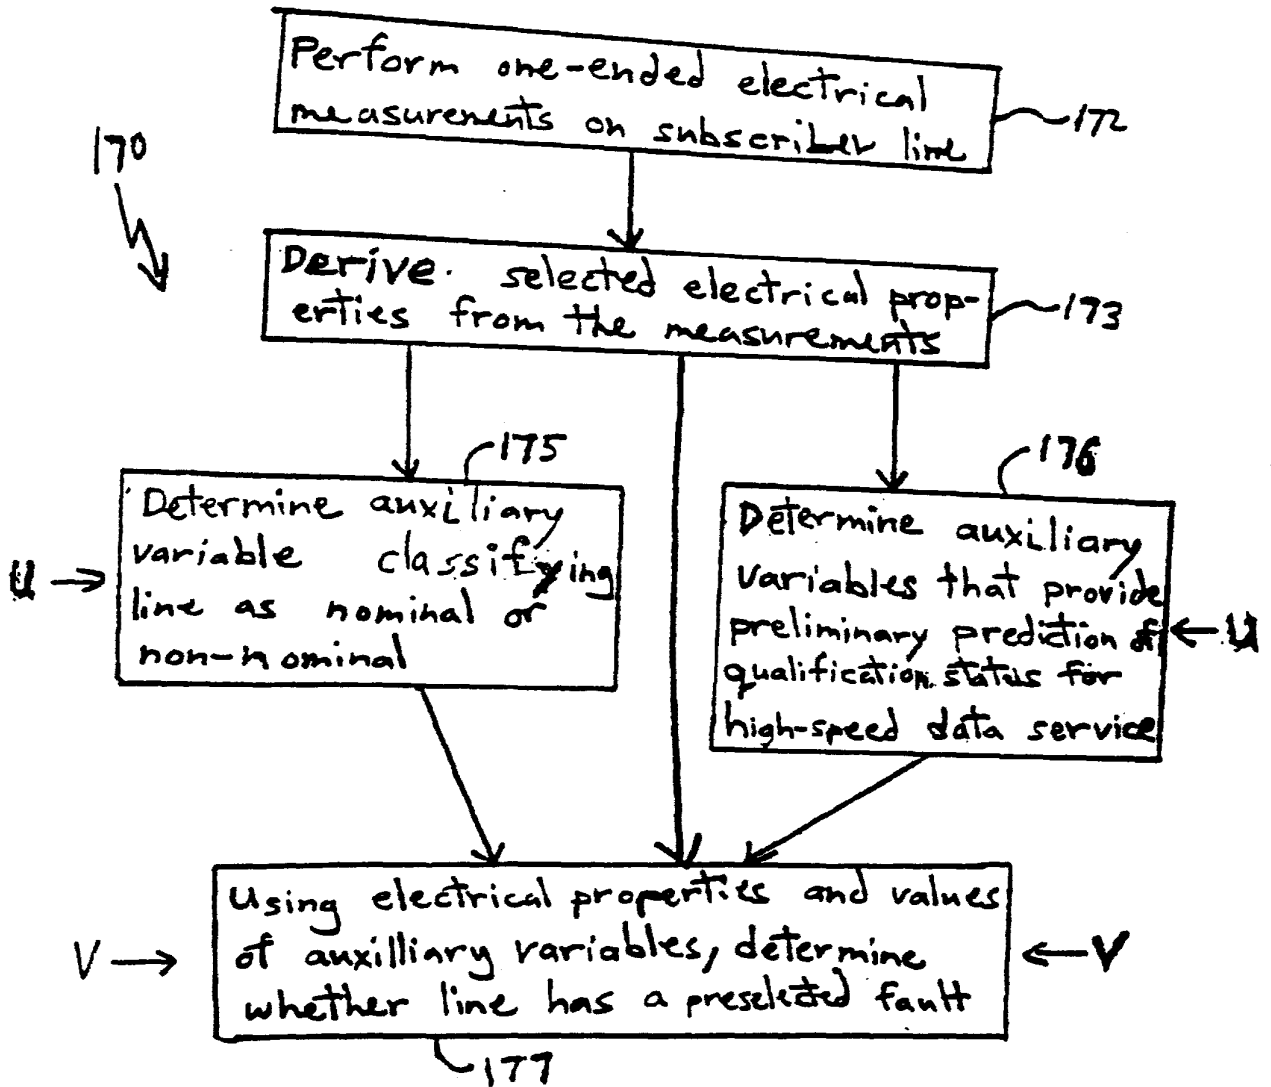 Perform one-ended electrical
measurements on subscriber line
172
170
Derive selected electrical prop-
erties from the measurements
173
175
Determine auxiliary
variable classifying
line as nominal or
non-nominal
U
176
Determine auxiliary
variables that provide
preliminary prediction of
qualification status for
high-speed data service
U
Using electrical properties and values
of auxilliary variables, determine
whether line has a preselected fault
V
V
177